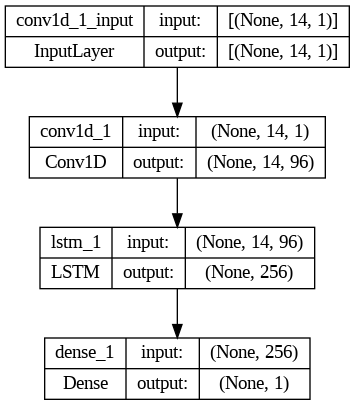 conv1d_1_input input: [(None, 14, 1)]
InputLayer output: [(None, 14, 1)]
conv1d_1 input: (None, 14, 1)
Conv1D output: (None, 14, 96)
lstm_1 input: (None, 14, 96)
LSTM output: (None, 256)
dense_1 input: (None, 256)
Dense output: (None, 1)